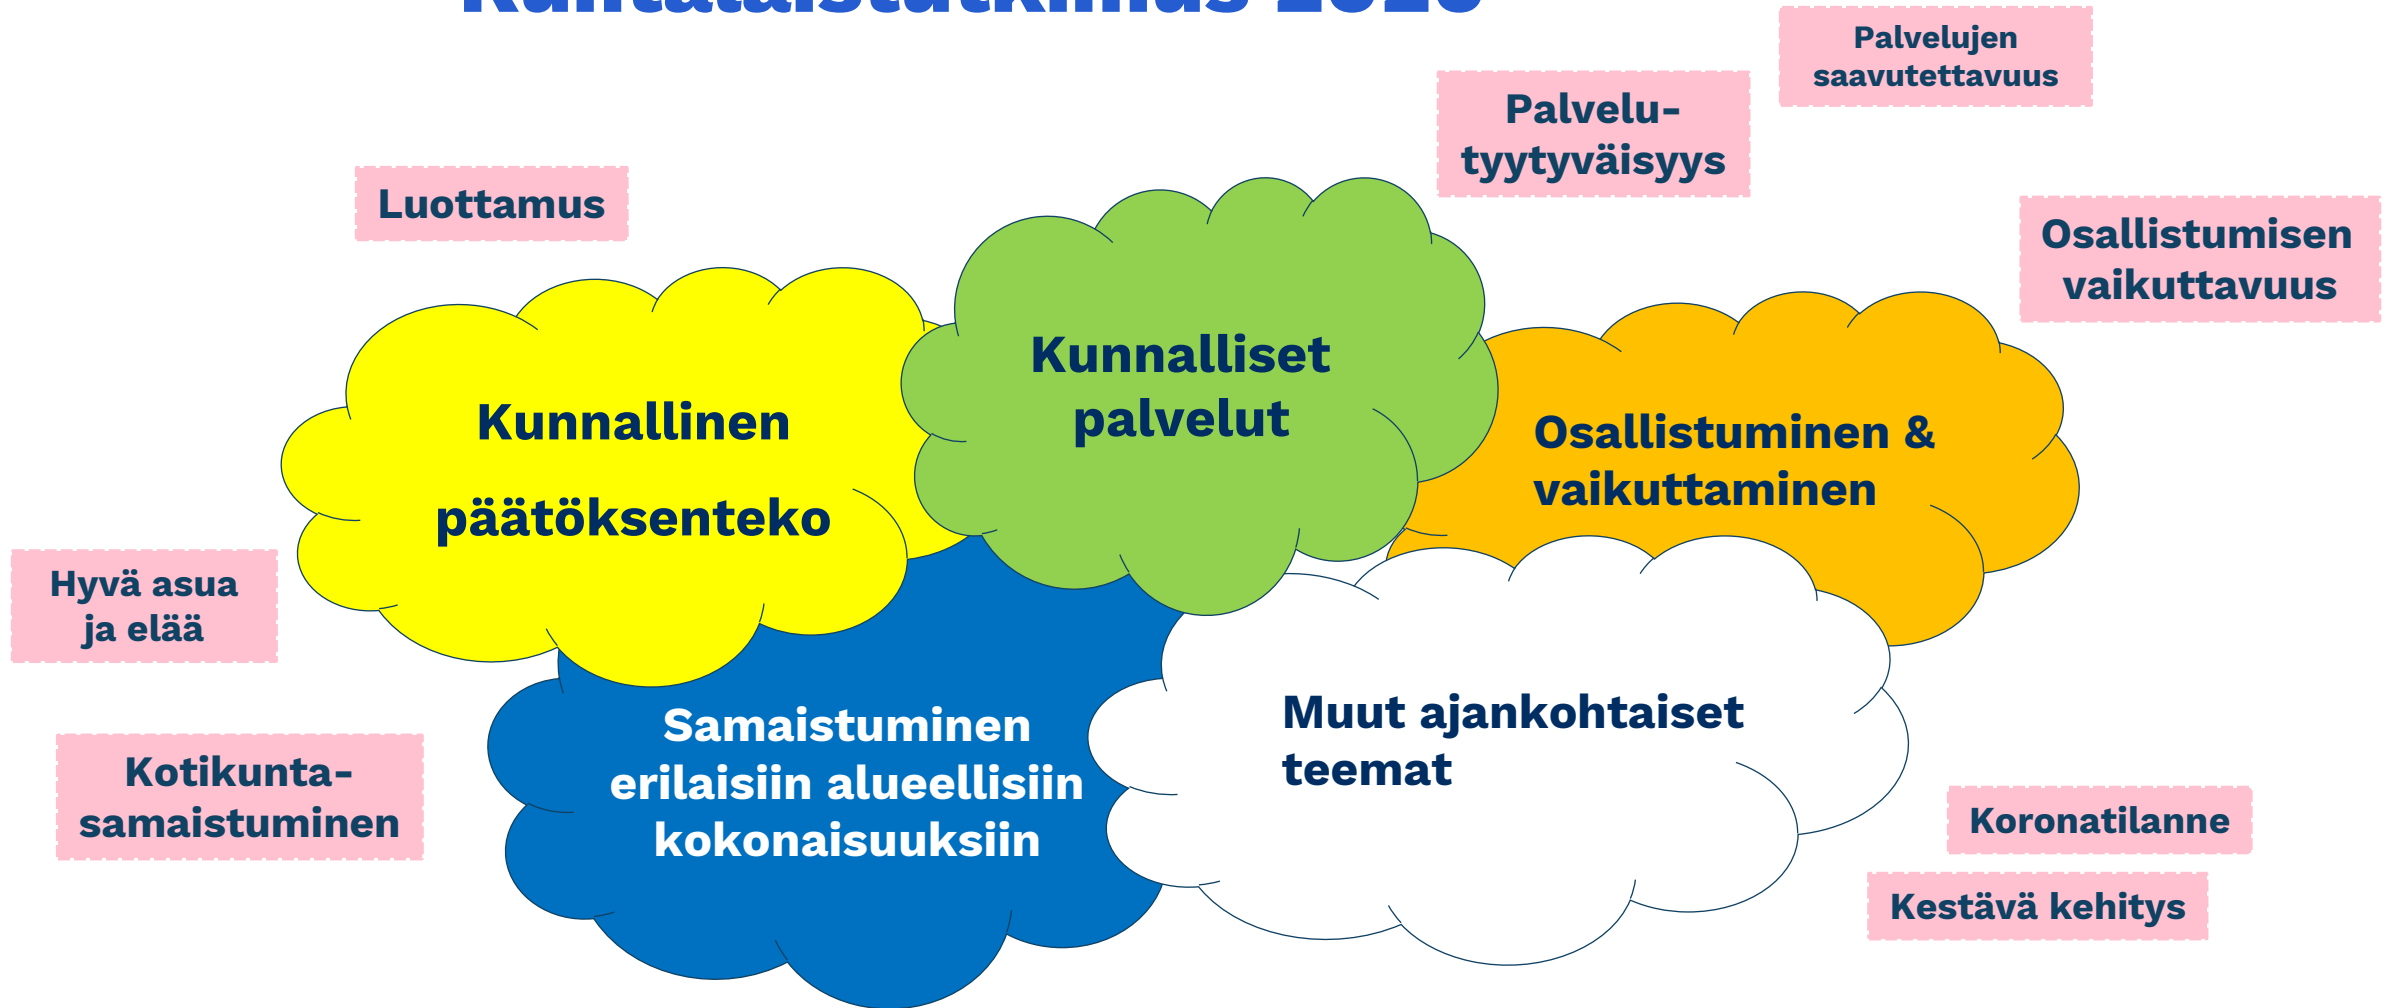 Palvelujen
saavutettavuus
Palvelu-
tyytyväisyys
Luottamus
Osallistumisen
vaikuttavuus
Kunnalliset
palvelut
Kunnallinen
päätöksenteko
Osallistuminen &
vaikuttaminen
Hyvä asua
ja elää
Samaistuminen
erilaisiin alueellisiin
kokonaisuuksiin
Muut ajankohtaiset
teemat
Kotikunta-
samaistuminen
Koronatilanne
Kestävä kehitys